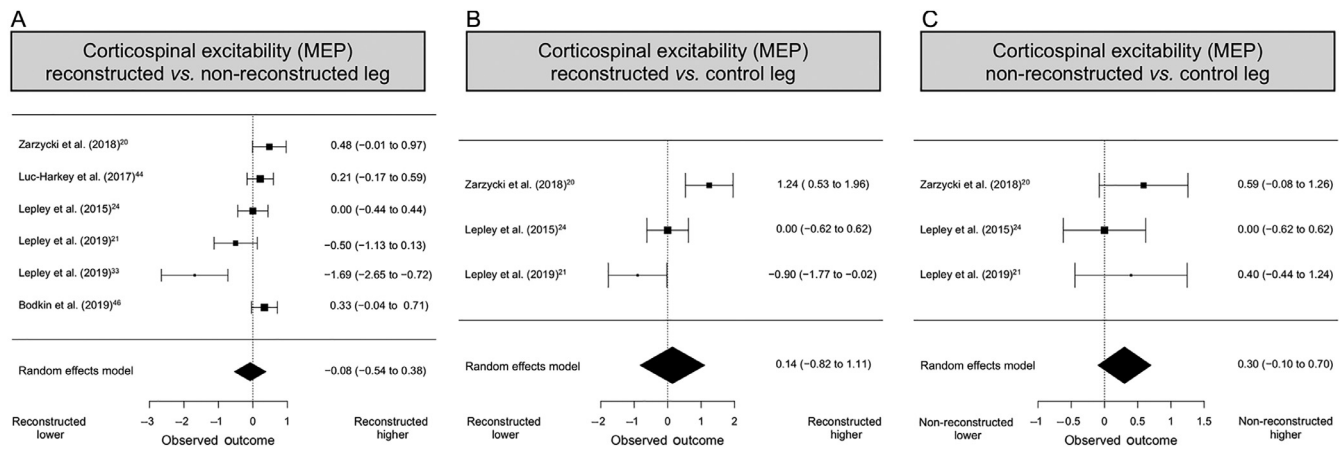 A
Corticospinal excitability (MEP)
reconstructed vs. non-reconstructed leg
Zarzycki et al. (2018)20 0.48 (−0.01 to 0.97)
Luc-Harkey et al. (2017)44 0.21 (−0.17 to 0.59)
Lepley et al. (2015)24 0.00 (−0.44 to 0.44)
Lepley et al. (2019)21 −0.50 (−1.13 to 0.13)
Lepley et al. (2019)33 −1.69 (−2.65 to −0.72)
Bodkin et al. (2019)46 0.33 (−0.04 to 0.71)
Random effects model −0.08 (−0.54 to 0.38)
−3 −2 −1 0 1
Reconstructed lower
Observed outcome
Reconstructed higher
B
Corticospinal excitability (MEP)
reconstructed vs. control leg
Zarzycki et al. (2018)20 1.24 ( 0.53 to 1.96)
Lepley et al. (2015)24 0.00 (−0.62 to 0.62)
Lepley et al. (2019)21 −0.90 (−1.77 to −0.02)
Random effects model 0.14 (−0.82 to 1.11)
−2 −1 0 1 2
Reconstructed lower
Observed outcome
Reconstructed higher
C
Corticospinal excitability (MEP)
non-reconstructed vs. control leg
Zarzycki et al. (2018)20 0.59 (−0.08 to 1.26)
Lepley et al. (2015)24 0.00 (−0.62 to 0.62)
Lepley et al. (2019)21 0.40 (−0.44 to 1.24)
Random effects model 0.30 (−0.10 to 0.70)
−1 −0.5 0 0.5 1 1.5
Non-reconstructed lower
Observed outcome
Non-reconstructed higher